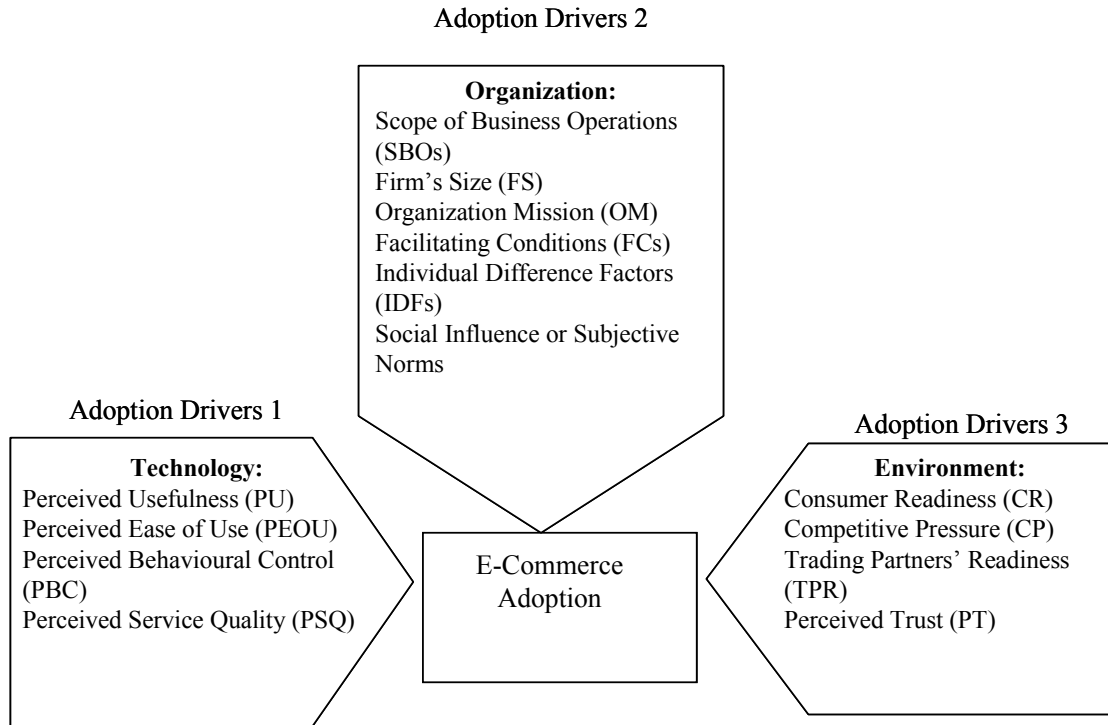 Adoption Drivers 2
Organization:
Scope of Business Operations
(SBOs)
Firm’s Size (FS)
Organization Mission (OM)
Facilitating Conditions (FCs)
Individual Difference Factors
(IDFs)
Social Influence or Subjective
Norms
Adoption Drivers 1
Technology:
Perceived Usefulness (PU)
Perceived Ease of Use (PEOU)
Perceived Behavioural Control
(PBC)
Perceived Service Quality (PSQ)
E-Commerce
Adoption
Adoption Drivers 3
Environment:
Consumer Readiness (CR)
Competitive Pressure (CP)
Trading Partners’ Readiness
(TPR)
Perceived Trust (PT)